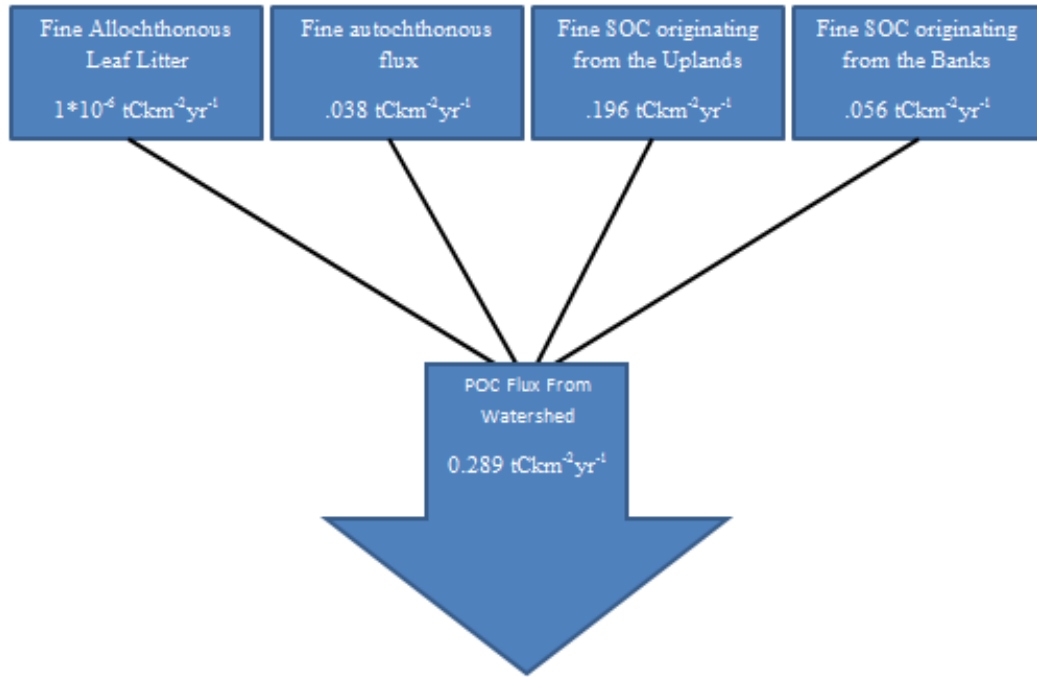 Fine Allochthonous
Leaf Litter
1*10⁻⁶ tCkm⁻²yr⁻¹
Fine autochthonous
flux
.038 tCkm⁻²yr⁻¹
Fine SOC originating
from the Uplands
.196 tCkm⁻²yr⁻¹
Fine SOC originating
from the Banks
.056 tCkm⁻²yr⁻¹
POC Flux From
Watershed
0.289 tCkm⁻²yr⁻¹